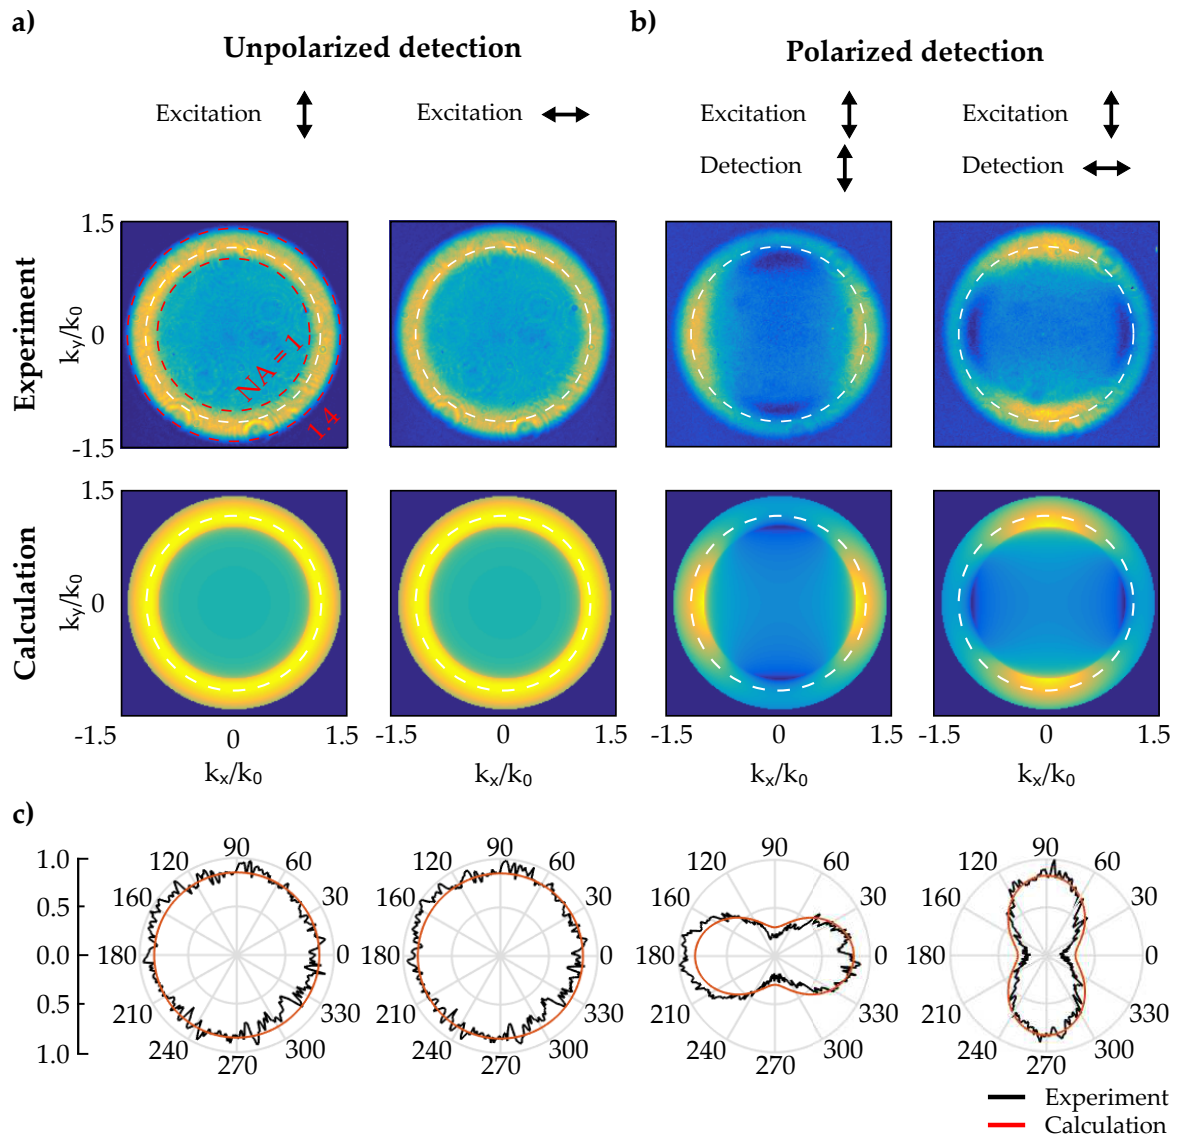 a)
Unpolarized detection
b)
Polarized detection
Excitation
Excitation
Excitation
Detection
Excitation
Detection
Experiment
k_y/k_0
1.5
0
-1.5
NA = 1
1.4
Calculation
k_y/k_0
1.5
0
-1.5 0 1.5
-1.5 0 1.5
-1.5 0 1.5
-1.5 0 1.5
k_x/k_0
k_x/k_0
k_x/k_0
k_x/k_0
c)
1.0
0.5
0.0
0.5
1.0
90
120 60
160 30
180 0
210 330
240 300
270
90
120 60
160 30
180 0
210 330
240 300
270
90
120 60
160 30
180 0
210 330
240 300
270
90
120 60
160 30
180 0
210 330
240 300
270
Experiment
Calculation